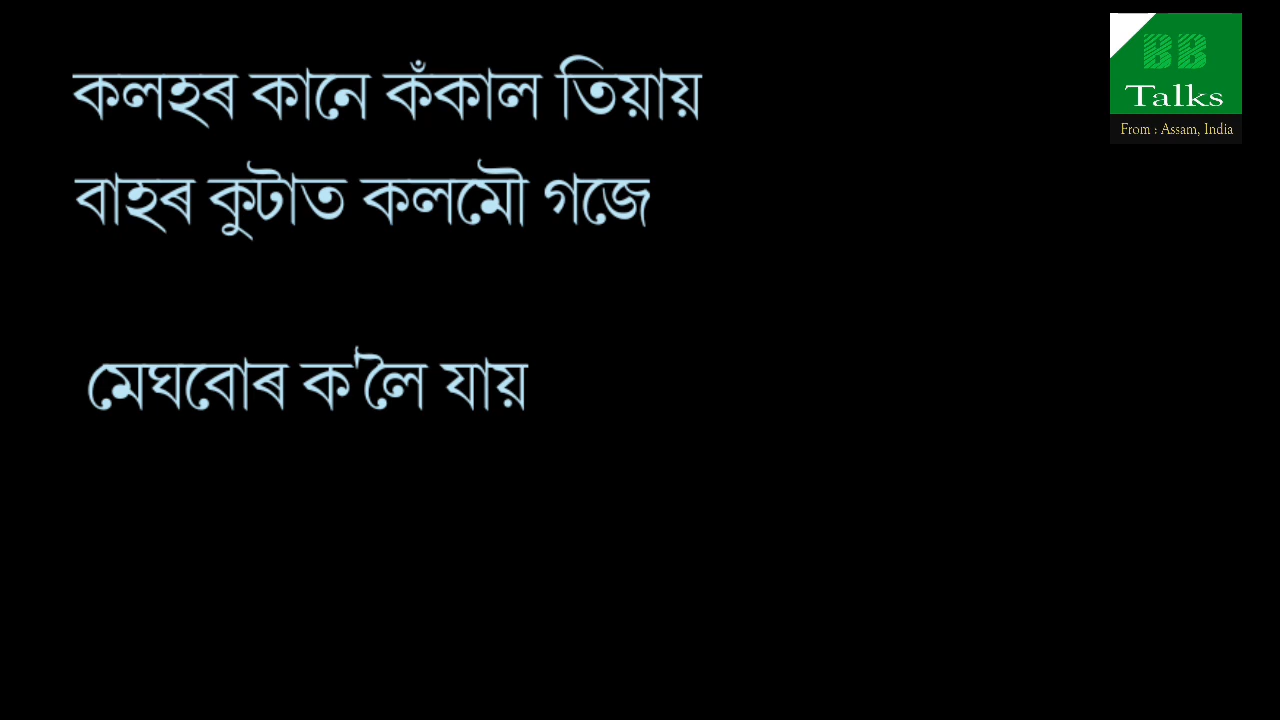 কলহৰ কানে কঁকাল তিয়ায়
বাহৰ কুটাত কলমৌ গজে
মেঘবোৰ ক'লৈ যায়
BB
Talks
From : Assam, India